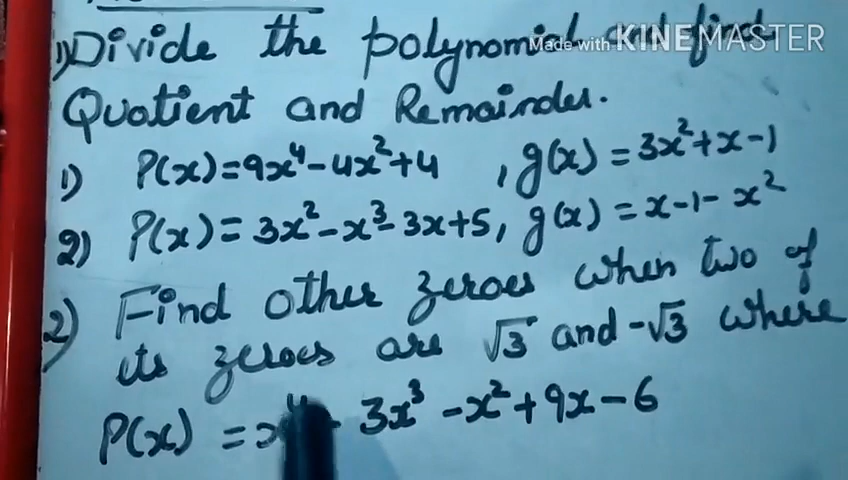 1) Divide the polynomial and find
Made with KINEMASTER
Quotient and Remainder.
1) P(x)=9x⁴-4x²+4 , g(x) = 3x²+x-1
2) P(x) = 3x²-x³-3x+5, g(x) = x-1-x²
2) Find other zeroes when two of
its zeroes are √3 and -√3 where
P(x) = x⁴- 3x³ -x²+9x-6